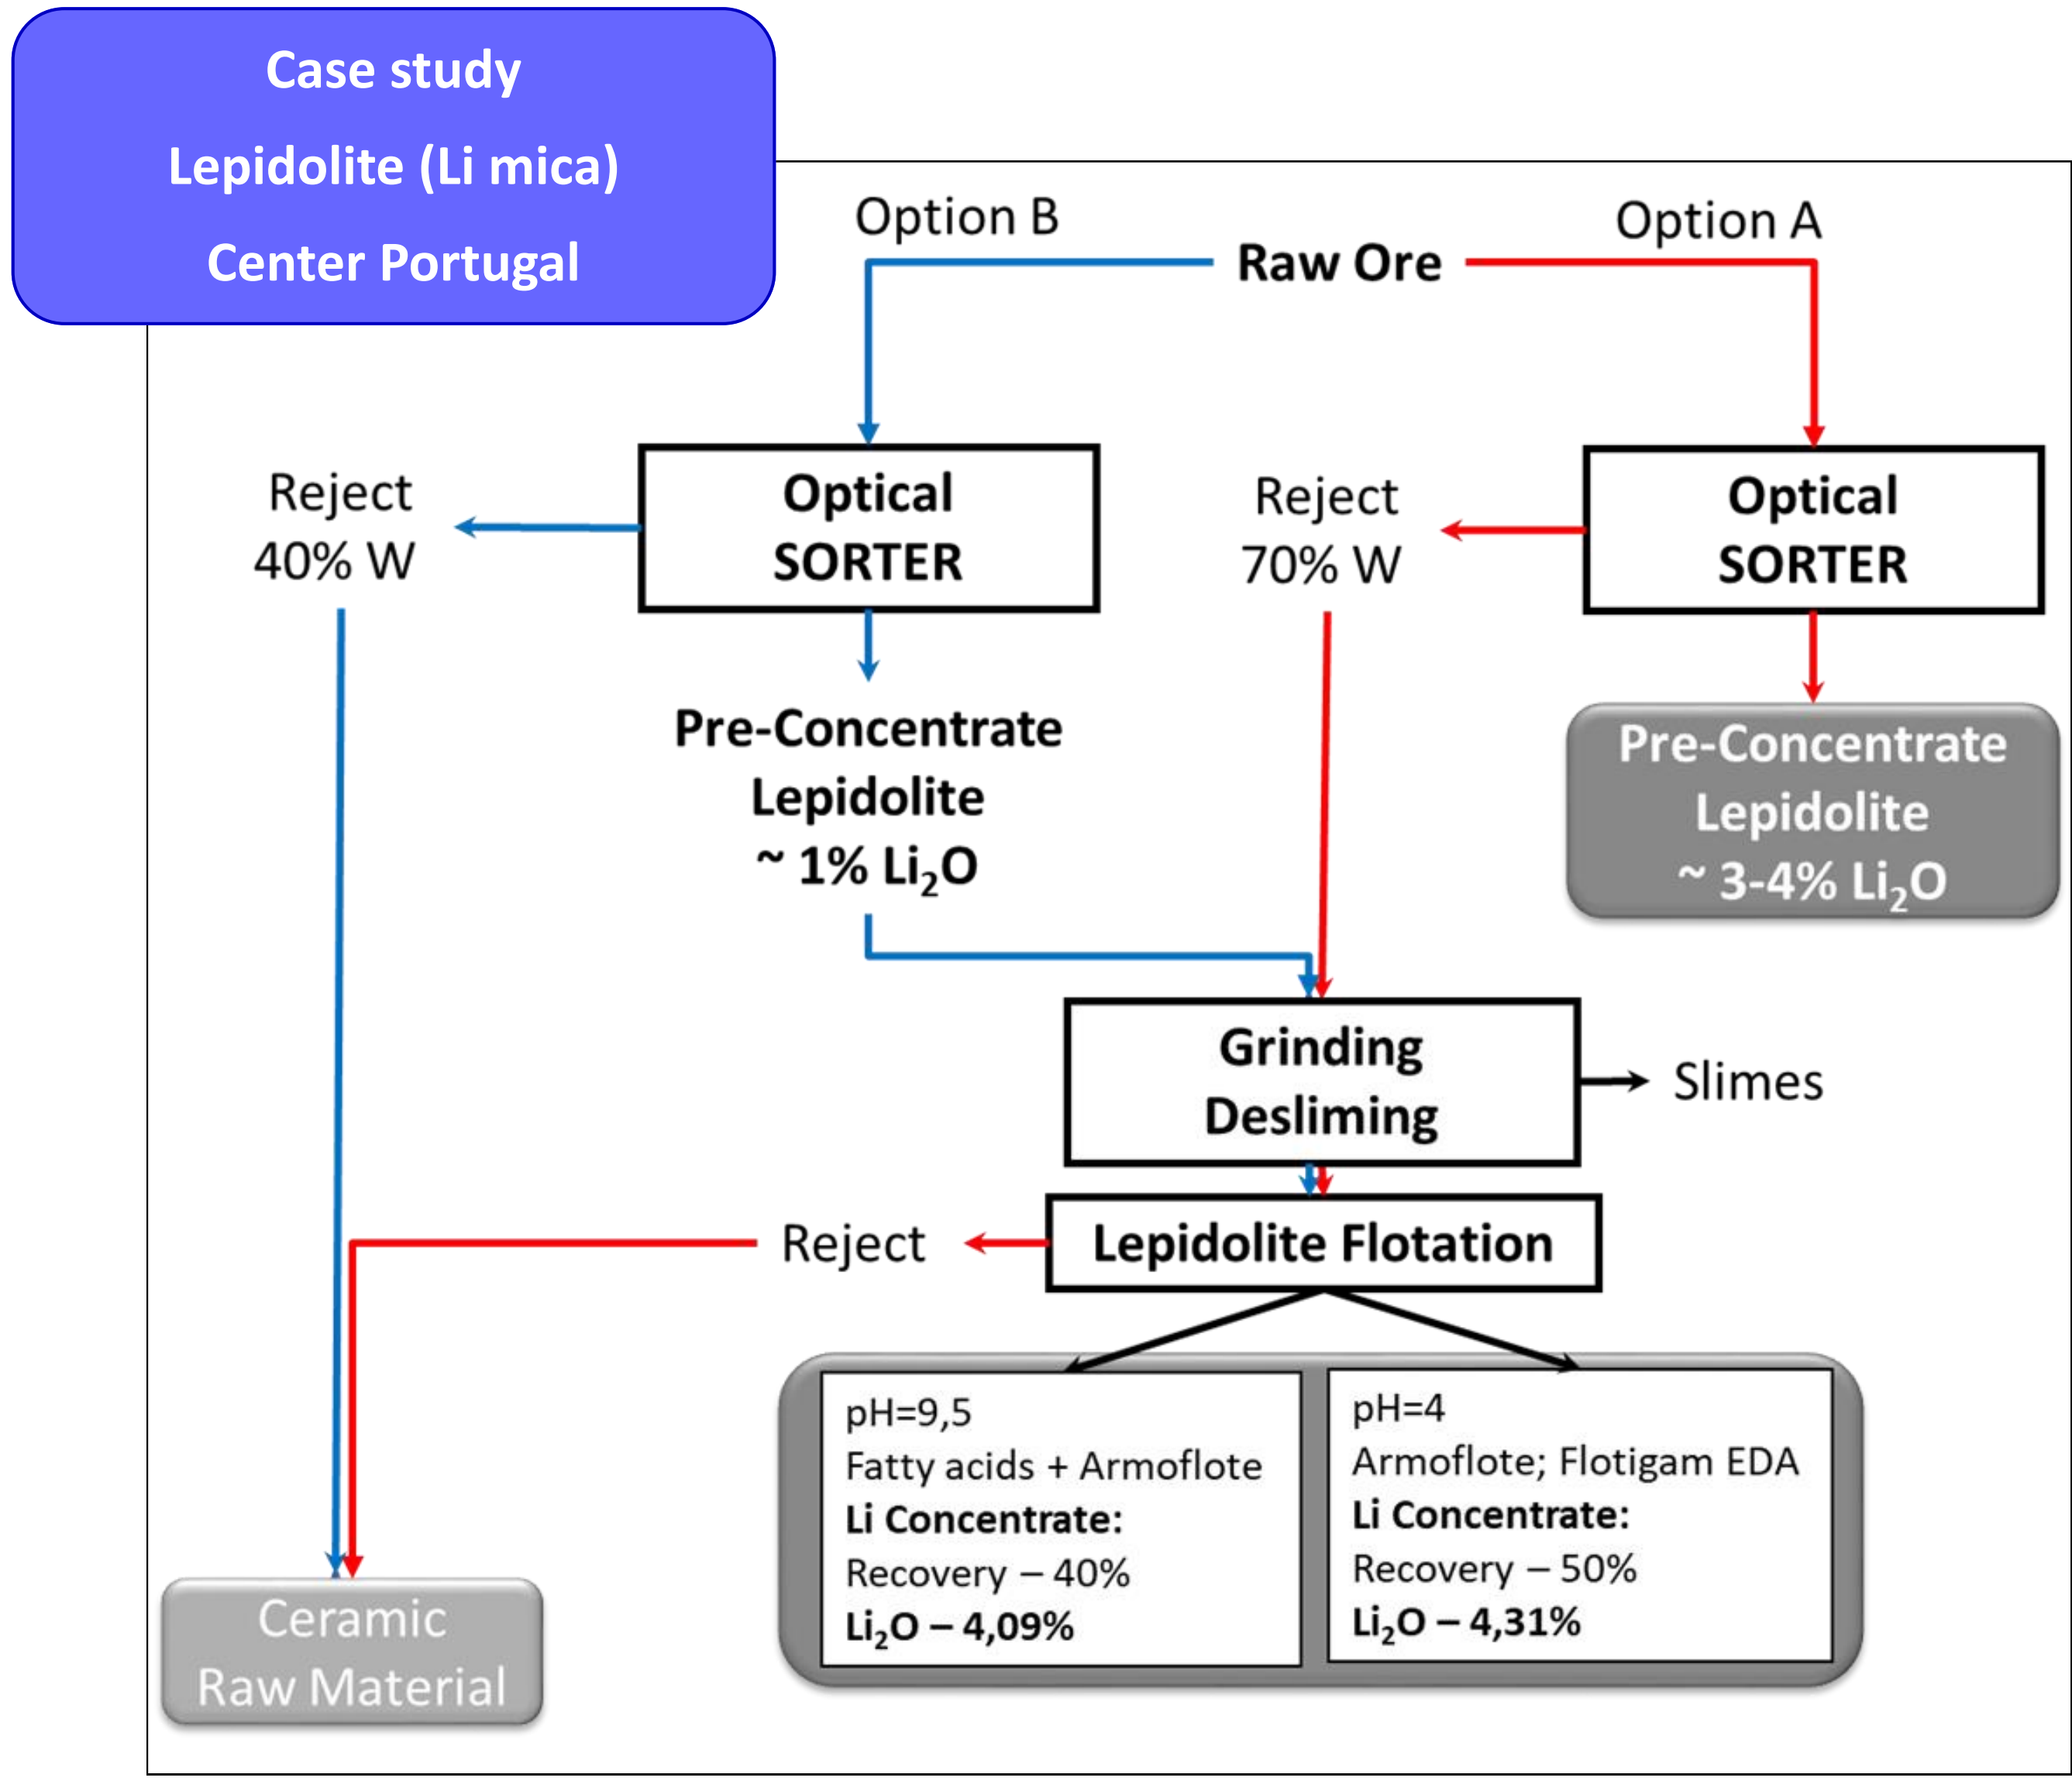 Case study
Lepidolite (Li mica)
Center Portugal
Option B
Raw Ore
Option A
Reject
40% W
Optical
SORTER
Reject
70% W
Optical
SORTER
Pre-Concentrate
Lepidolite
~ 1% Li₂O
Pre-Concentrate
Lepidolite
~ 3-4% Li₂O
Grinding
Desliming
Slimes
Reject
Lepidolite Flotation
pH=9,5
Fatty acids + Armoflote
Li Concentrate:
Recovery – 40%
Li₂O – 4,09%
pH=4
Armoflote; Flotigam EDA
Li Concentrate:
Recovery – 50%
Li₂O – 4,31%
Ceramic
Raw Material